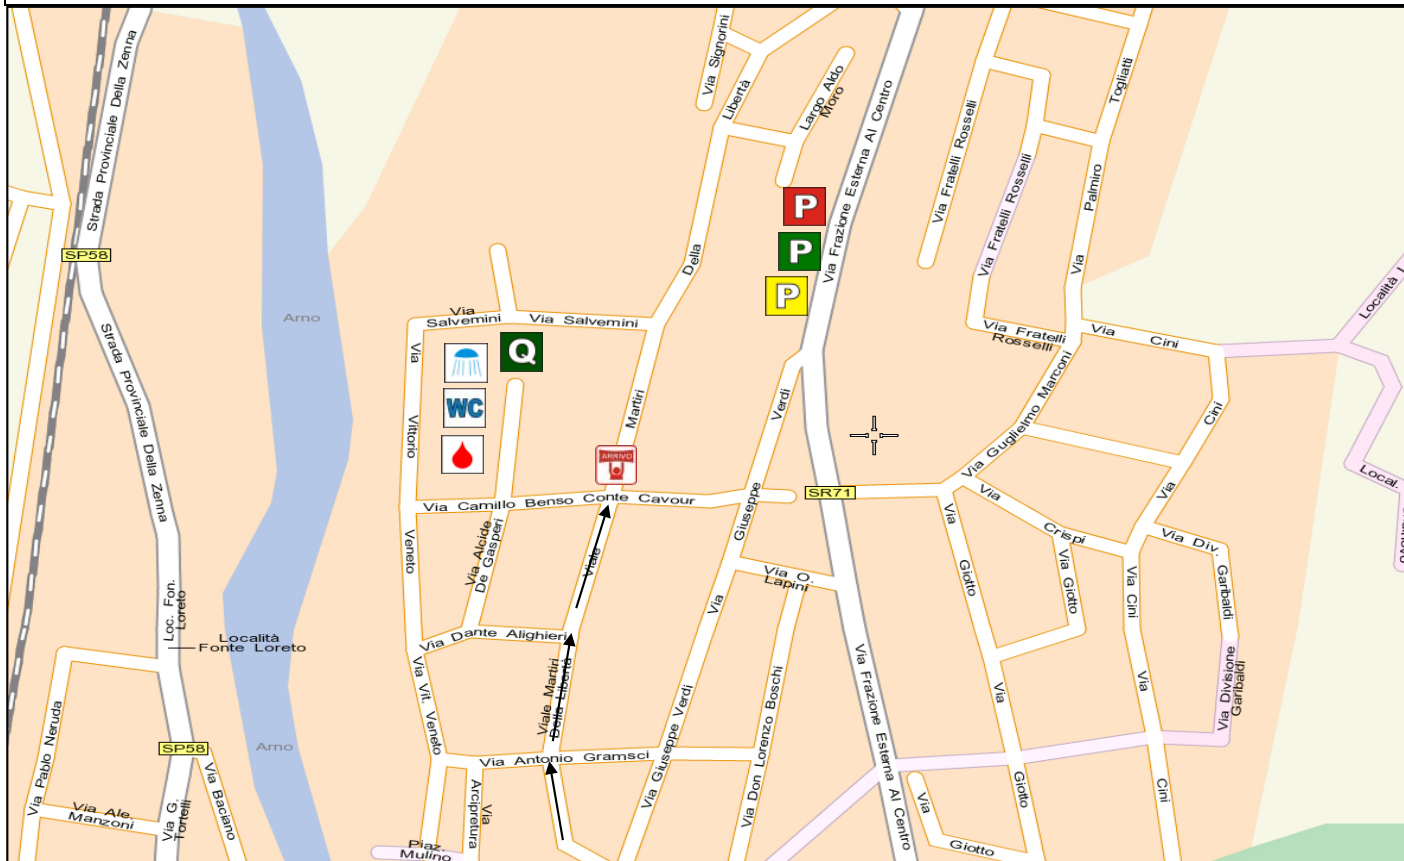 Strada Provinciale Della Zenna
Via Signorini
Libertà
Largo Aldo
Moro
Via Frazione Esterna Al Centro
Via Fratelli Rosselli
Togliatti
Via Fratelli Rosselli
Palmiro
P
P
P
SP58
Della
Via
Località
Arno
Via
Salvemini
Via Salvemini
Via Fratelli
Rosselli
Via Cini
Strada Provinciale Della Zenna
Via
Q
WC
Vittorio
Martiri
Verdi
Via Guglielmo Marconi
Cini
ARRIVO
Local.
Via Camillo Benso Conte Cavour
SR71
Via
Via
Giuseppe
Via
Crispi
Via Div.
Garibaldi
Veneto
Via Alcide
De Gasperi
Viale
Via O.
Lapini
Giotto
Via Giotto
Via Cini
Loc. Fon.
Loreto
Località
Fonte Loreto
Via Dante Alighieri
Via
Via Vit. Veneto
Viale Martiri
Della Libertà
Via Giuseppe Verdi
Via Don Lorenzo Boschi
Via Frazione Esterna Al Centro
Via
Via
Via Divisione
Garibaldi
Via Pablo Neruda
SP58
Arno
Via Antonio Gramsci
Via Baciano
Via Ale.
Manzoni
Via G.
Tortelli
Via
Arcipretura
Piaz.
Mulino
Via
Giotto
Giotto
Cini